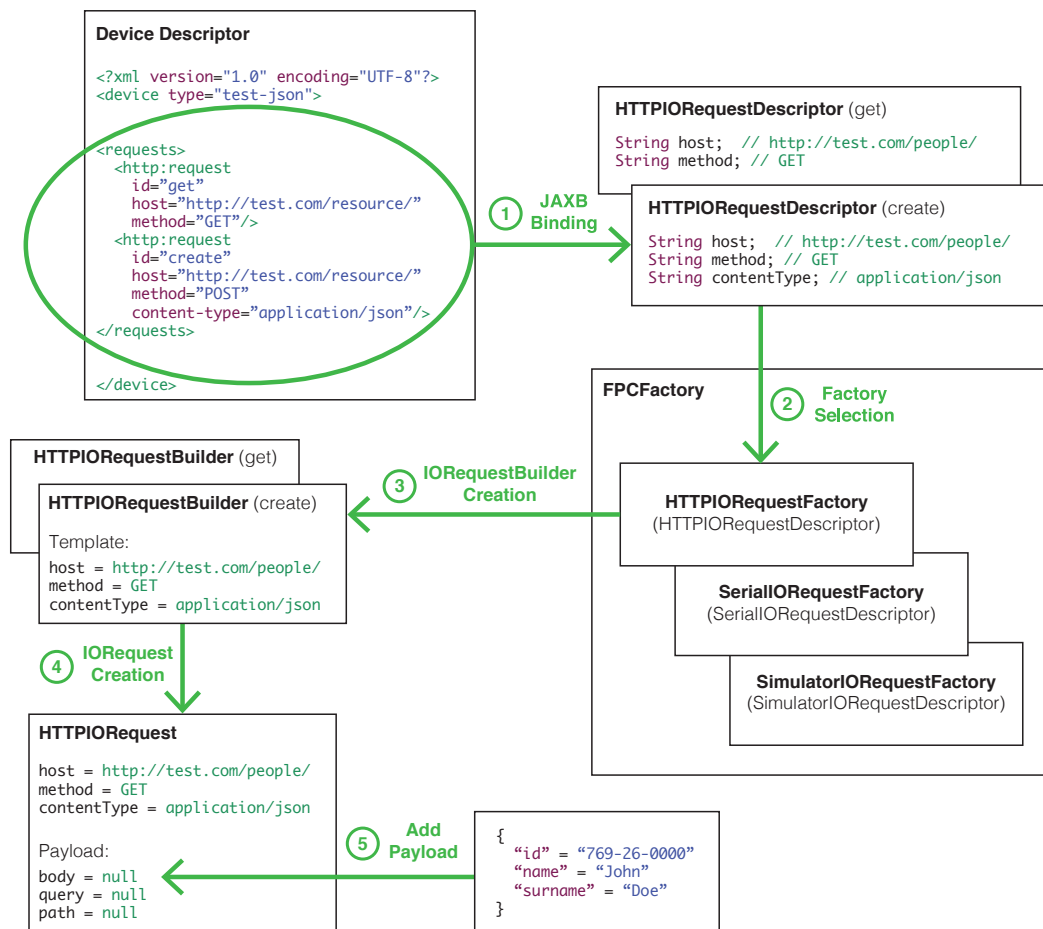 Device Descriptor
<?xml version="1.0" encoding="UTF-8"?>
<device type="test-json">
<requests>
<http:request
id=”get”
host=”http://test.com/resource/”
method=”GET”/>
<http:request
id=”create”
host=”http://test.com/resource/”
method=”POST”
content-type=”application/json”/>
</requests>
</device>
1 JAXB
Binding
HTTPIORequestDescriptor (get)
String host;  // http://test.com/people/
String method; // GET
HTTPIORequestDescriptor (create)
String host;  // http://test.com/people/
String method; // GET
String contentType; // application/json
2 Factory
Selection
FPCFactory
HTTPIORequestFactory
(HTTPIORequestDescriptor)
SerialIORequestFactory
(SerialIORequestDescriptor)
SimulatorIORequestFactory
(SimulatorIORequestDescriptor)
3 IORequestBuilder
Creation
HTTPIORequestBuilder (get)
HTTPIORequestBuilder (create)
Template:
host = http://test.com/people/
method = GET
contentType = application/json
4 IORequest
Creation
HTTPIORequest
host = http://test.com/people/
method = GET
contentType = application/json
Payload:
body = null
query = null
path = null
5 Add
Payload
{
“id” = “769-26-0000”
“name” = “John”
“surname” = “Doe”
}